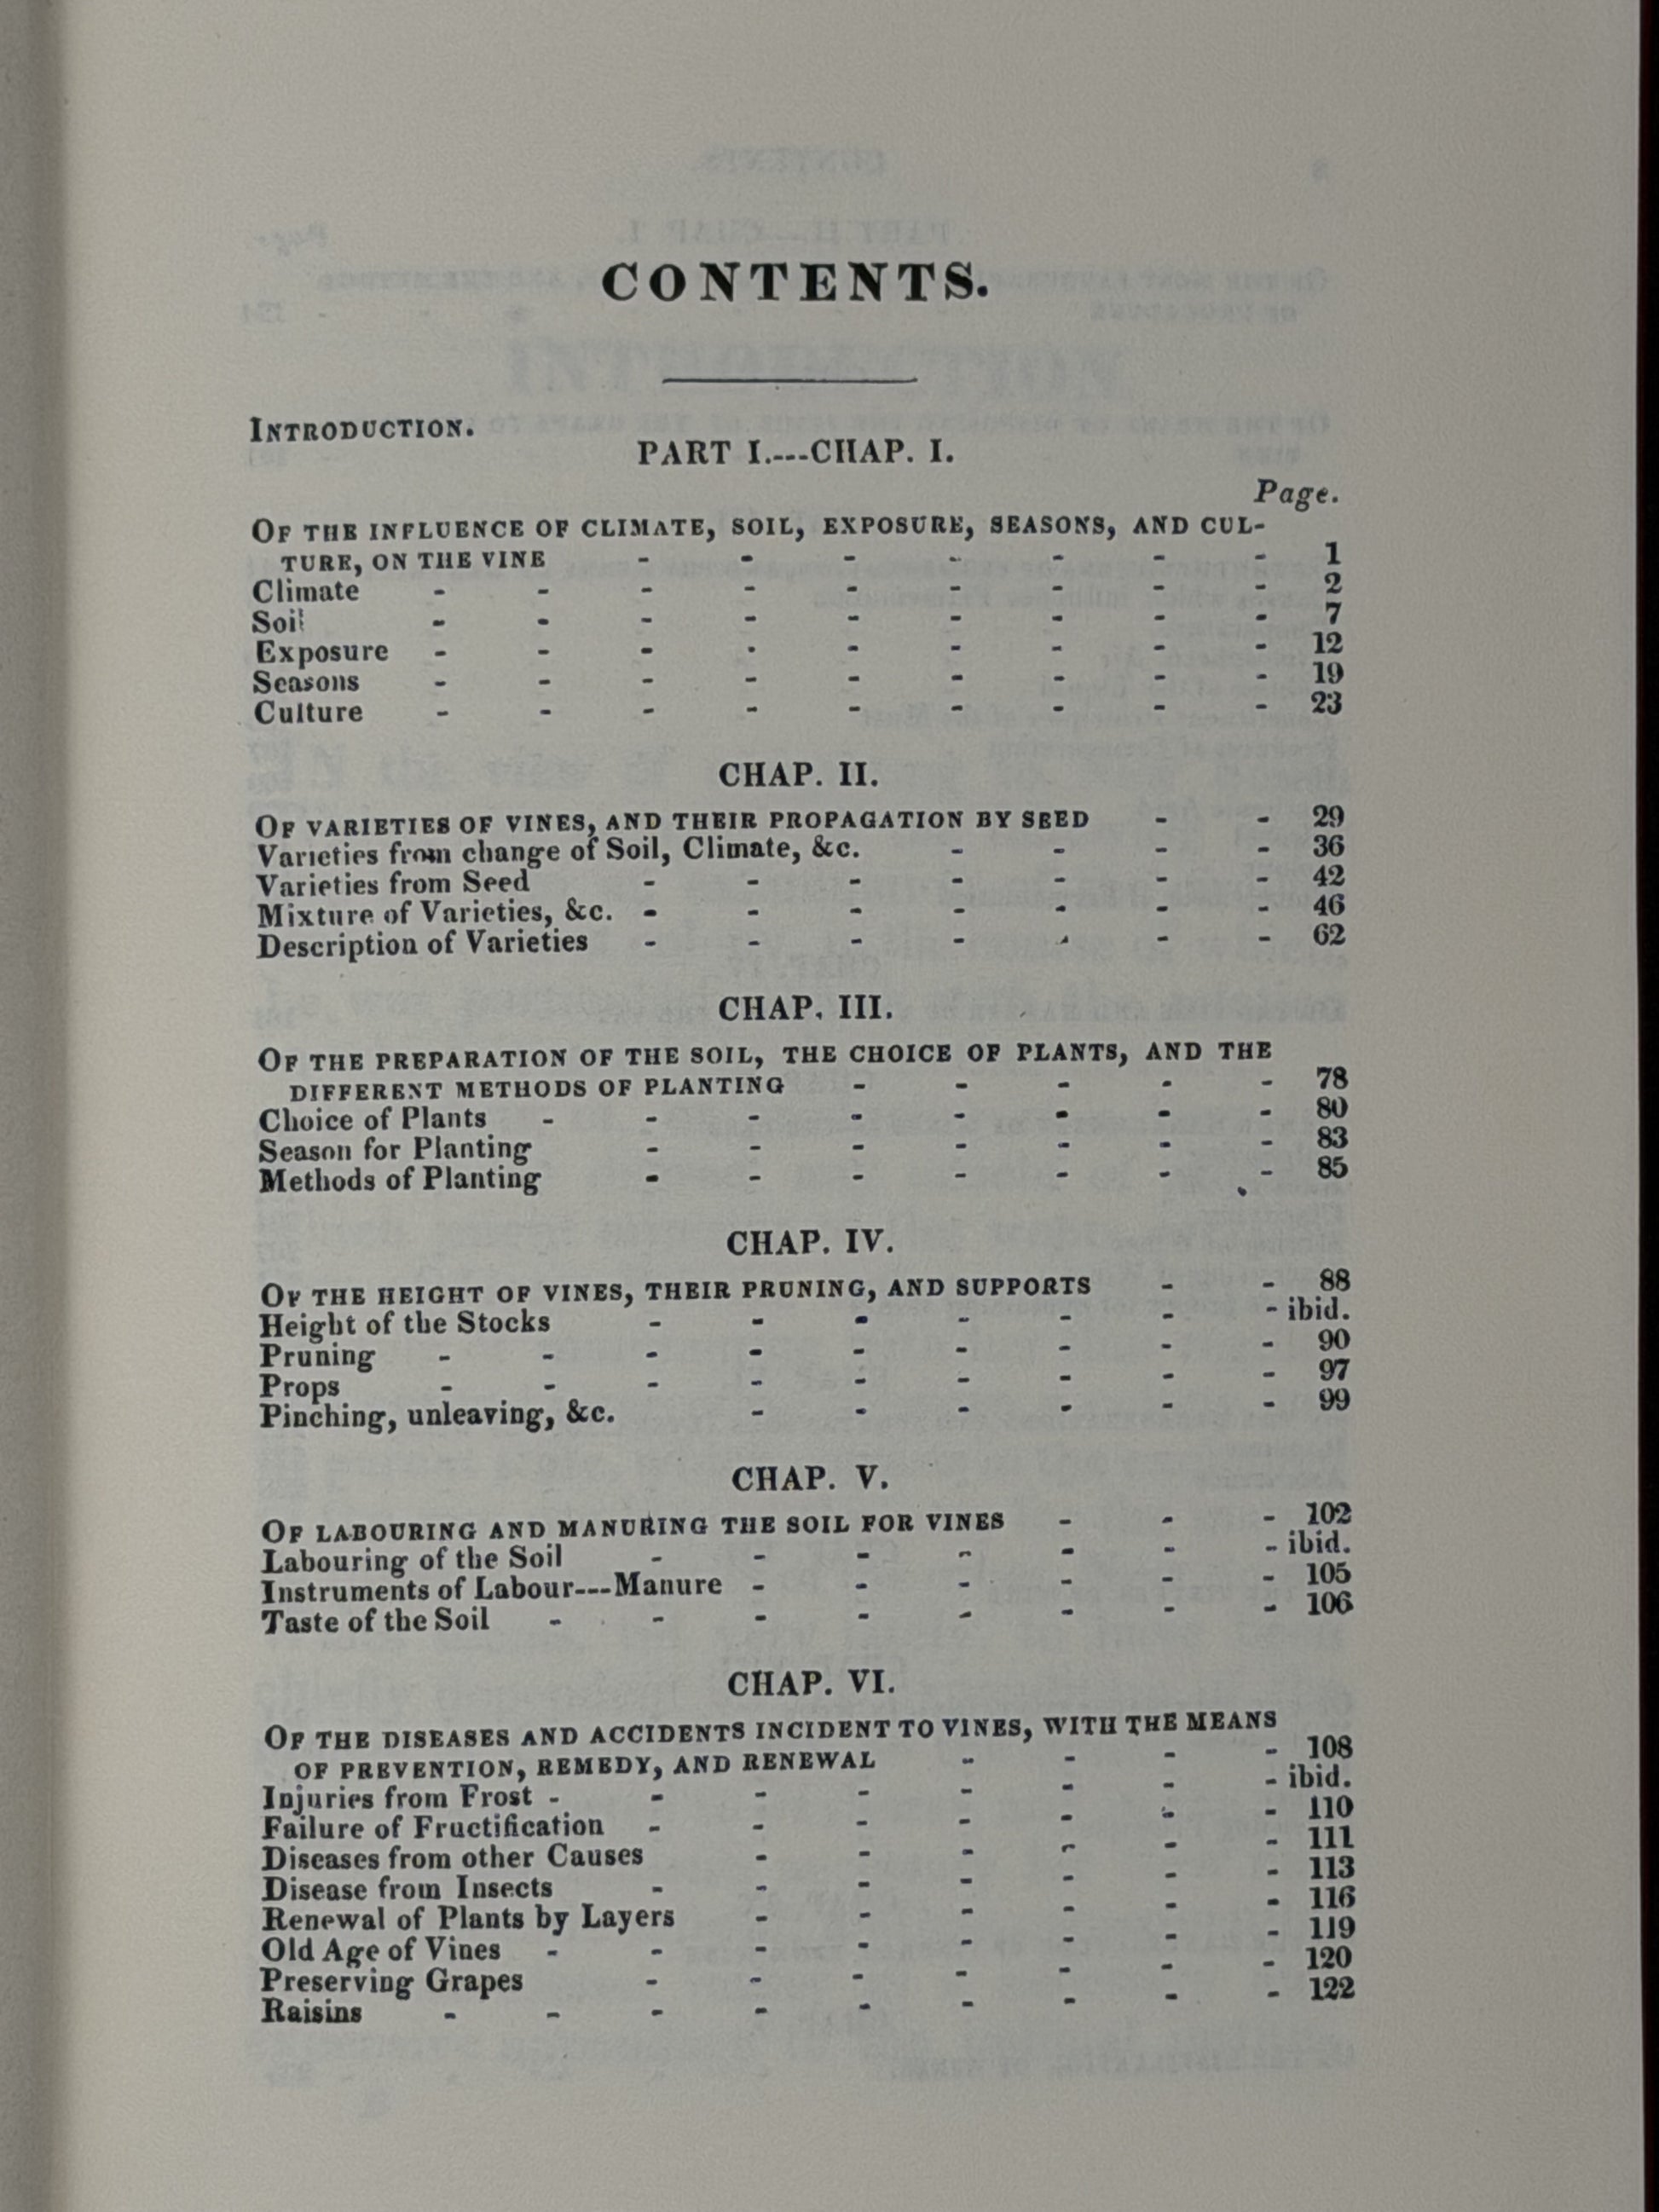 CONTENTS.
INTRODUCTION.
PART I.---CHAP. I.
Page.
OF THE INFLUENCE OF CLIMATE, SOIL, EXPOSURE, SEASONS, AND CUL-
TURE, ON THE VINE - - - - - - - 1
Climate - - - - - - - - - 2
Soil - - - - - - - - - 7
Exposure - - - - - - - - - 12
Seasons - - - - - - - - - 19
Culture - - - - - - - - - 23
CHAP. II.
OF VARIETIES OF VINES, AND THEIR PROPAGATION BY SEED - - 29
Varieties from change of Soil, Climate, &c. - - - - 36
Varieties from Seed - - - - - - - 42
Mixture of Varieties, &c. - - - - - - - 46
Description of Varieties - - - - - - - 62
CHAP. III.
OF THE PREPARATION OF THE SOIL, THE CHOICE OF PLANTS, AND THE
DIFFERENT METHODS OF PLANTING - - - - - 78
Choice of Plants - - - - - - - - 80
Season for Planting - - - - - - - 83
Methods of Planting - - - - - - - 85
CHAP. IV.
OF THE HEIGHT OF VINES, THEIR PRUNING, AND SUPPORTS - - 88
Height of the Stocks - - - - - - - ibid.
Pruning - - - - - - - - - 90
Props - - - - - - - - - 97
Pinching, unleaving, &c. - - - - - - 99
CHAP. V.
OF LABOURING AND MANURING THE SOIL FOR VINES - - - 102
Labouring of the Soil - - - - - - - ibid.
Instruments of Labour---Manure - - - - - - 105
Taste of the Soil - - - - - - - - 106
CHAP. VI.
OF THE DISEASES AND ACCIDENTS INCIDENT TO VINES, WITH THE MEANS
OF PREVENTION, REMEDY, AND RENEWAL - - - - 108
Injuries from Frost - - - - - - - - ibid.
Failure of Fructification - - - - - - - 110
Diseases from other Causes - - - - - - 111
Disease from Insects - - - - - - - 113
Renewal of Plants by Layers - - - - - - 116
Old Age of Vines - - - - - - - - 119
Preserving Grapes - - - - - - - 120
Raisins - - - - - - - - - 122